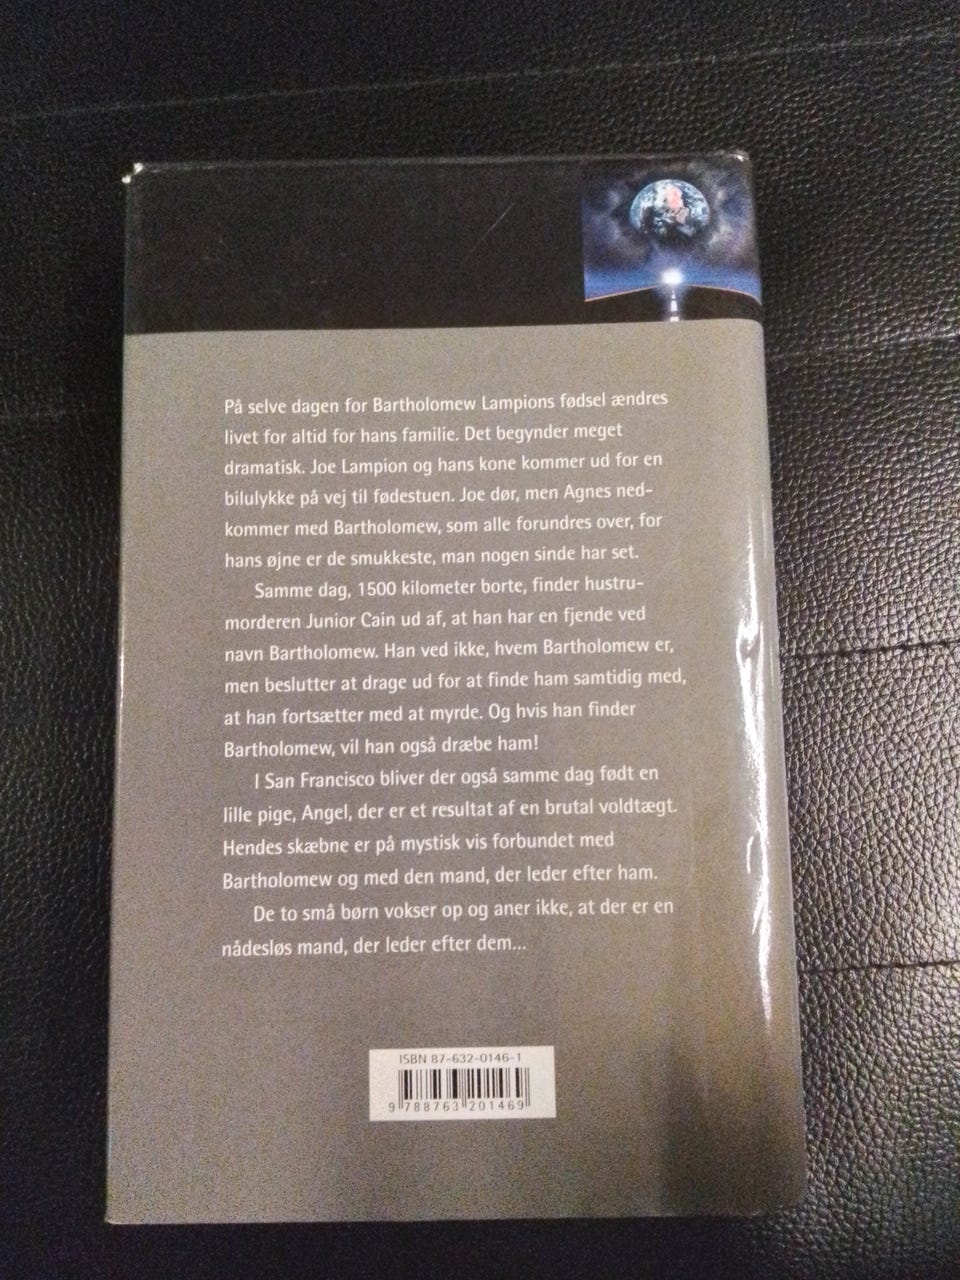 På selve dagen for Bartholomew Lampions fødsel ændres
livet for altid for hans familie. Det begynder meget
dramatisk. Joe Lampion og hans kone kommer ud for en
bilulykke på vej til fødestuen. Joe dør, men Agnes ned-
kommer med Bartholomew, som alle forundres over, for
hans øjne er de smukkeste, man nogen sinde har set.
Samme dag, 1500 kilometer borte, finder hustru-
morderen Junior Cain ud af, at han har en fjende ved
navn Bartholomew. Han ved ikke, hvem Bartholomew er,
men beslutter at drage ud for at finde ham samtidig med,
at han fortsætter med at myrde. Og hvis han finder
Bartholomew, vil han også dræbe ham!
I San Francisco bliver der også samme dag født en
lille pige, Angel, der er et resultat af en brutal voldtægt.
Hendes skæbne er på mystisk vis forbundet med
Bartholomew og med den mand, der leder efter ham.
De to små børn vokser op og aner ikke, at der er en
nådesløs mand, der leder efter dem...
ISBN 87-632-0146-1
9 788763 201469